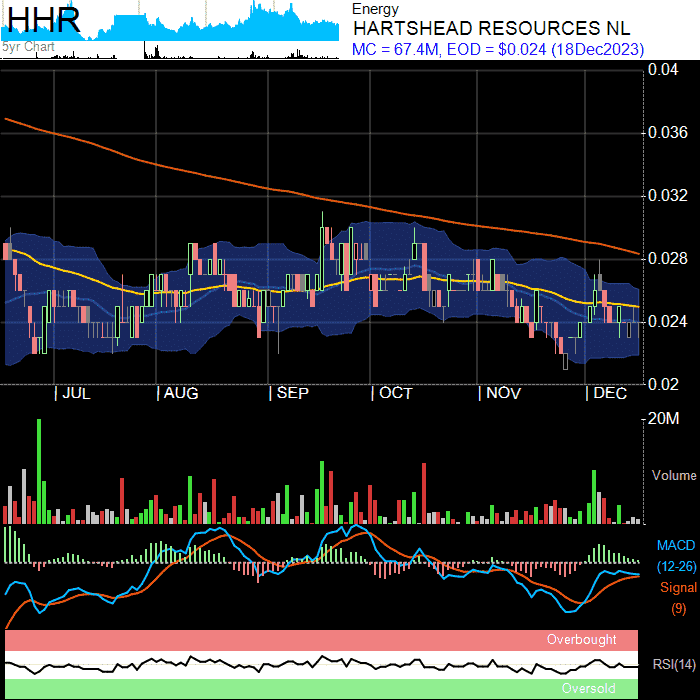 HHR
5yr Chart
Energy
HARTSHEAD RESOURCES NL
MC = 67.4M, EOD = $0.024 (18Dec2023)
0.04
0.036
0.032
0.028
0.024
0.02
JUL AUG SEP OCT NOV DEC
20M
Volume
MACD
(12-26)
Signal
(9)
Overbought
RSI(14)
Oversold